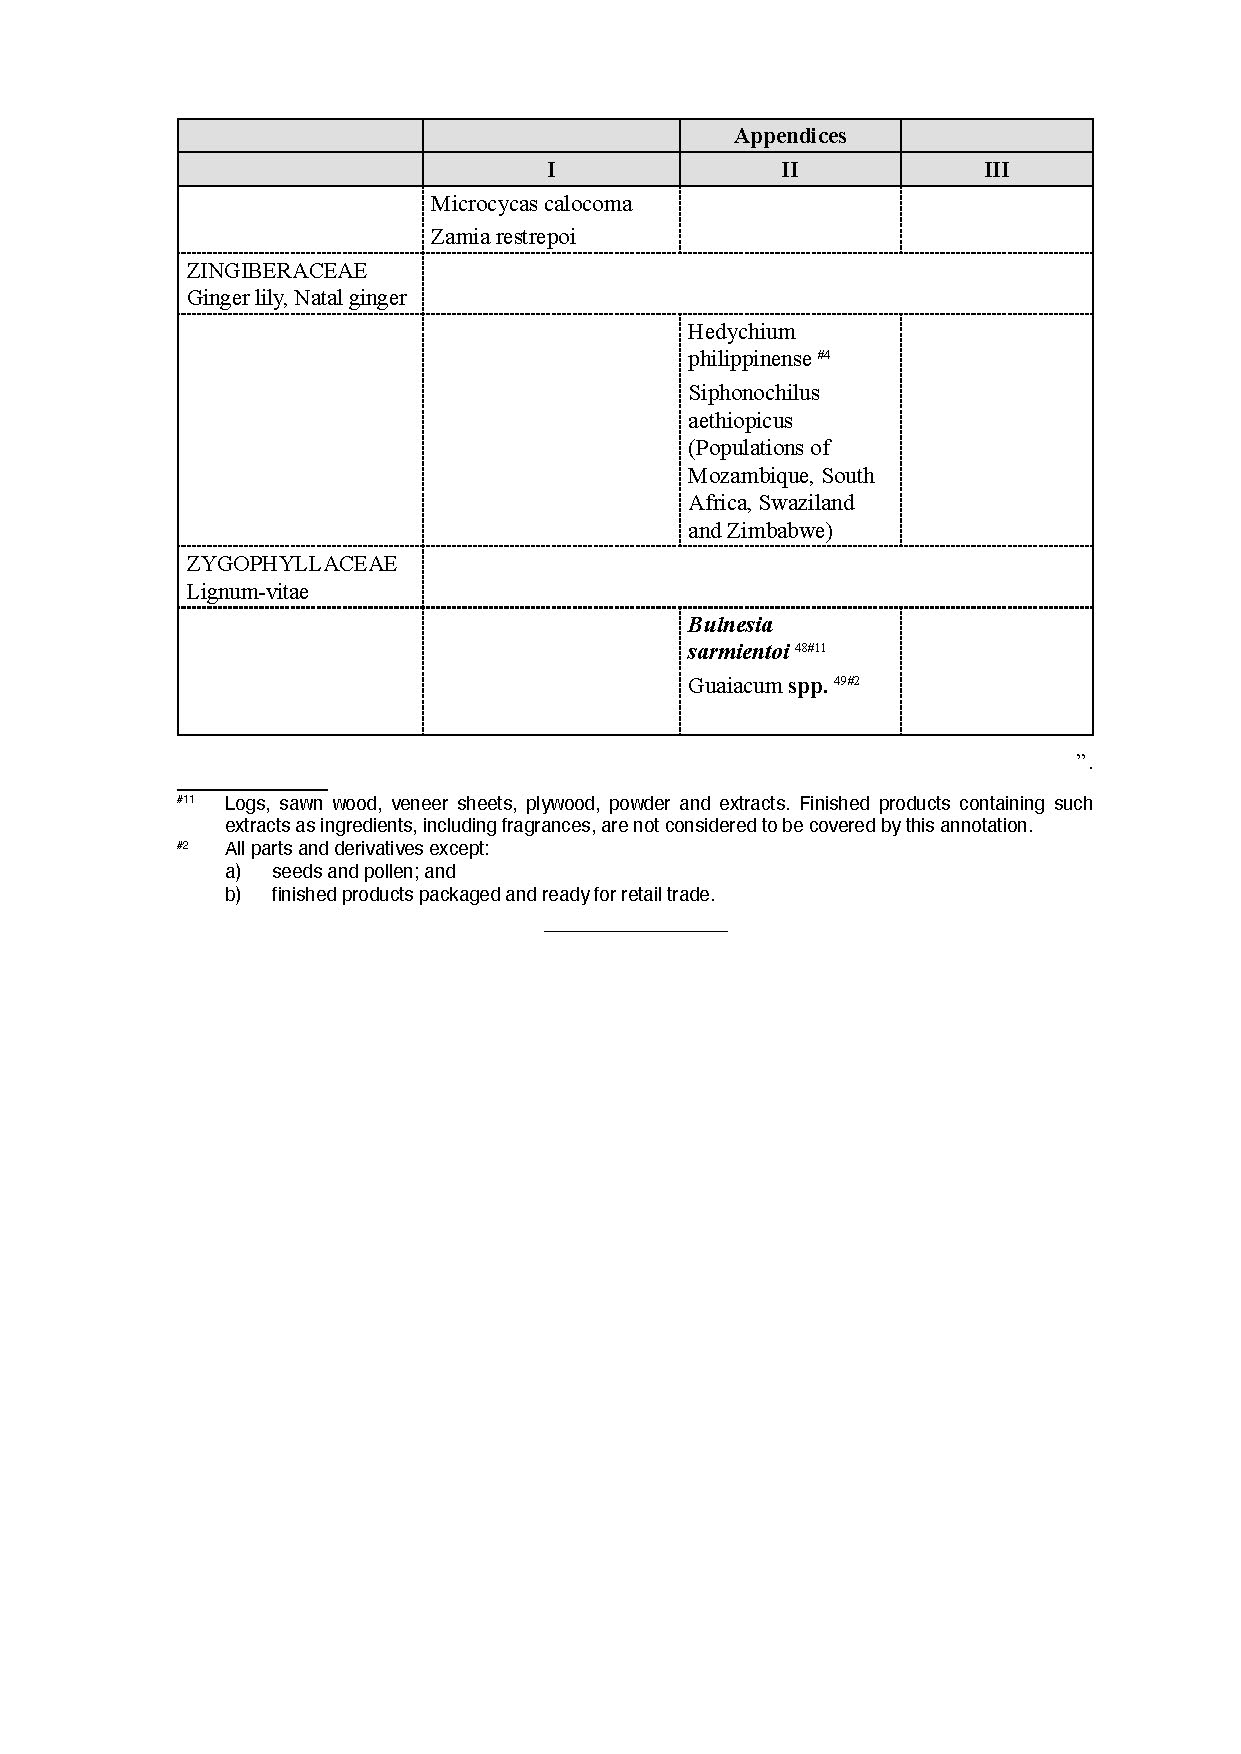 Appendices
I II III
Microcycas calocoma
Zamia restrepoi
ZINGIBERACEAE
Ginger lily, Natal ginger
Hedychium
philippinense #4
Siphonochilus
aethiopicus
(Populations of
Mozambique, South
Africa, Swaziland
and Zimbabwe)
ZYGOPHYLLACEAE
Lignum-vitae
Bulnesia
sarmientoi 48#11
Guaiacum spp. 49#2
”.
#11 Logs, sawn wood, veneer sheets, plywood, powder and extracts. Finished products containing such
extracts as ingredients, including fragrances, are not considered to be covered by this annotation.
#2 All parts and derivatives except:
a) seeds and pollen; and
b) finished products packaged and ready for retail trade.